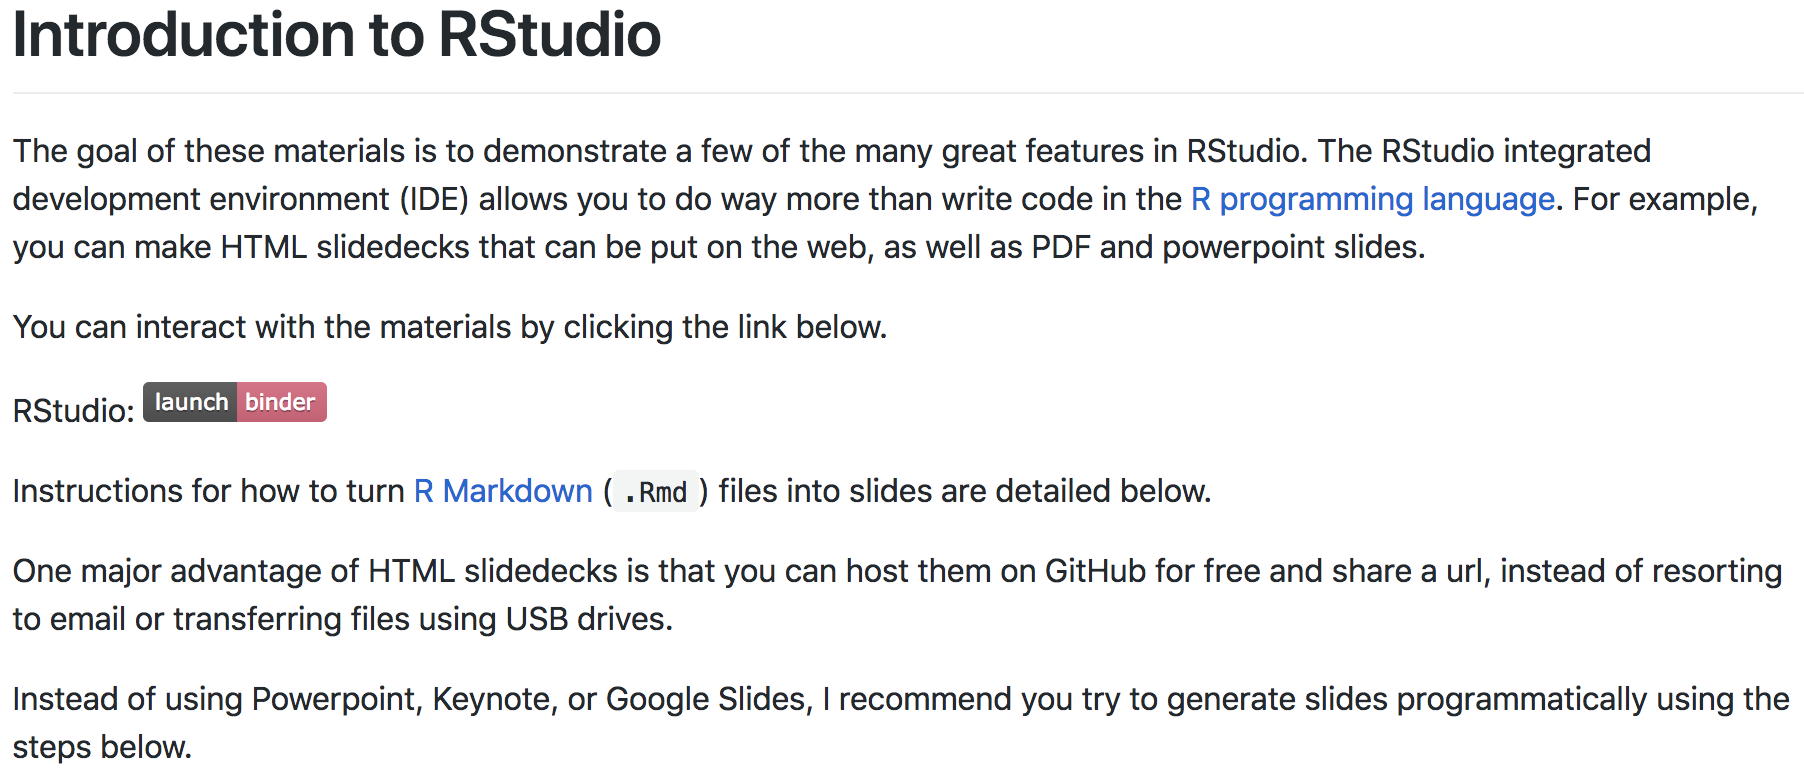 Introduction to RStudio
The goal of these materials is to demonstrate a few of the many great features in RStudio. The RStudio integrated
development environment (IDE) allows you to do way more than write code in the R programming language. For example,
you can make HTML slidedecks that can be put on the web, as well as PDF and powerpoint slides.
You can interact with the materials by clicking the link below.
RStudio: launch binder
Instructions for how to turn R Markdown ( .Rmd ) files into slides are detailed below.
One major advantage of HTML slidedecks is that you can host them on GitHub for free and share a url, instead of resorting
to email or transferring files using USB drives.
Instead of using Powerpoint, Keynote, or Google Slides, I recommend you try to generate slides programmatically using the
steps below.